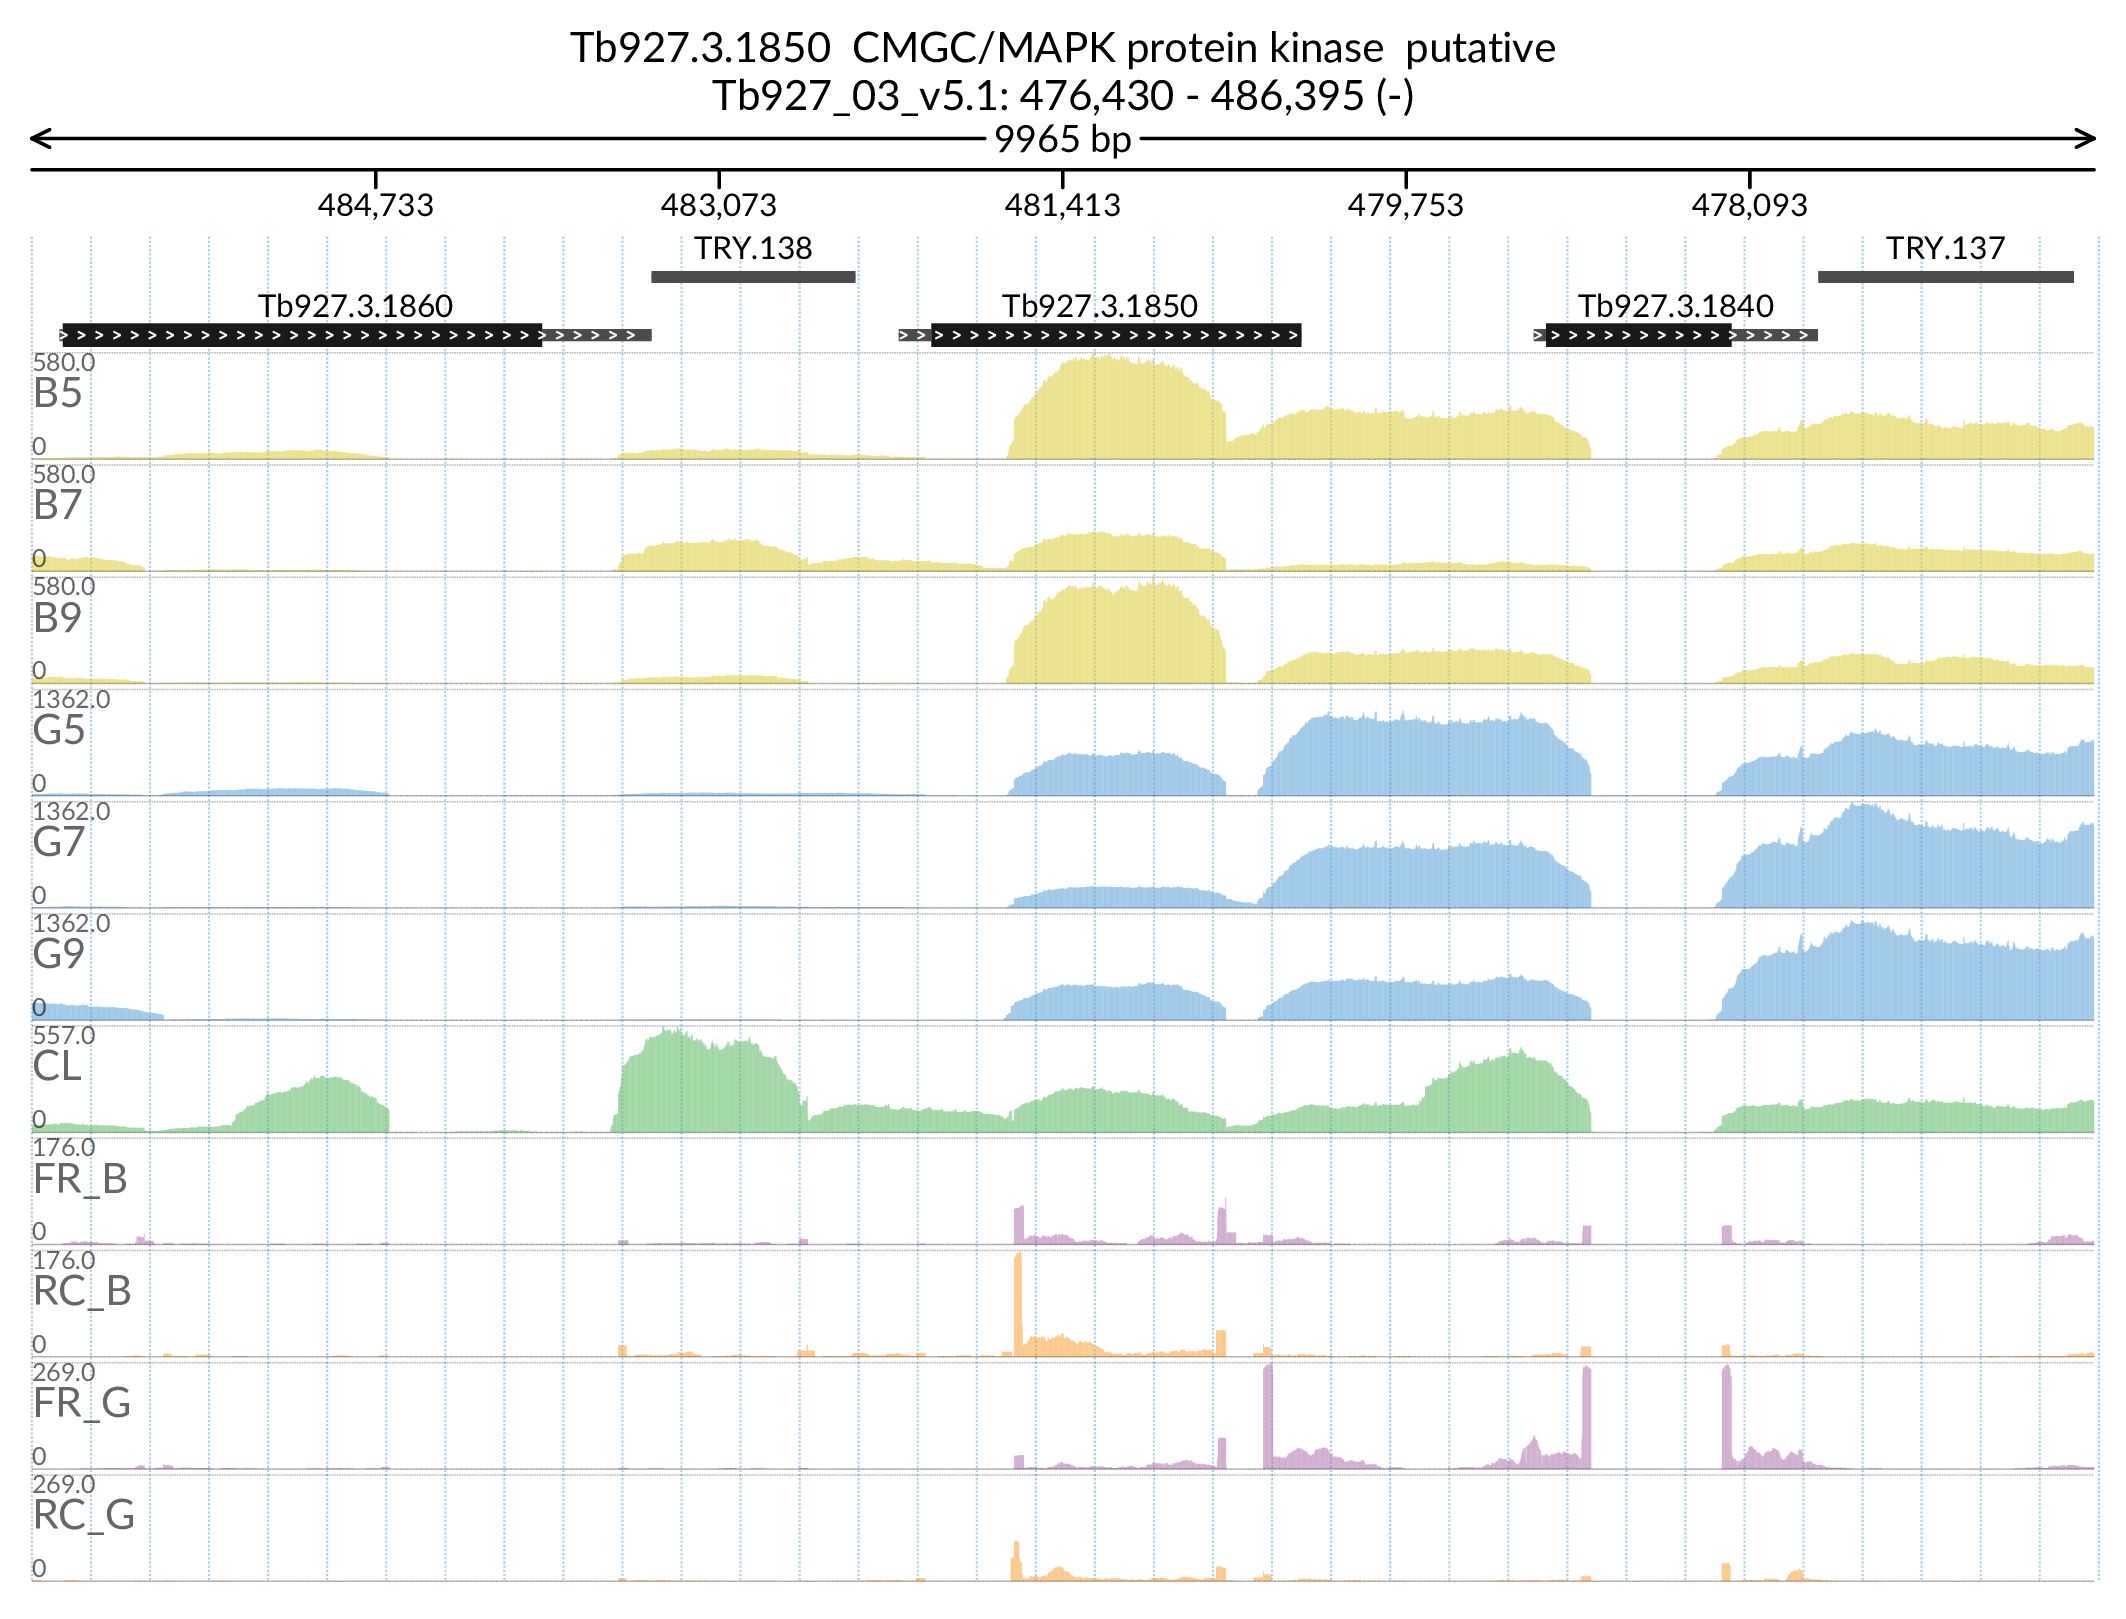 Tb927.3.1850  CMGC/MAPK protein kinase  putative
Tb927_03_v5.1: 476,430 - 486,395 (-)
9965 bp
484,733 483,073 481,413 479,753 478,093
TRY.138 TRY.137
Tb927.3.1860 Tb927.3.1850 Tb927.3.1840
580.0
B5
0
580.0
B7
0
580.0
B9
0
1362.0
G5
0
1362.0
G7
0
1362.0
G9
0
557.0
CL
0
176.0
FR_B
0
176.0
RC_B
0
269.0
FR_G
0
269.0
RC_G
0